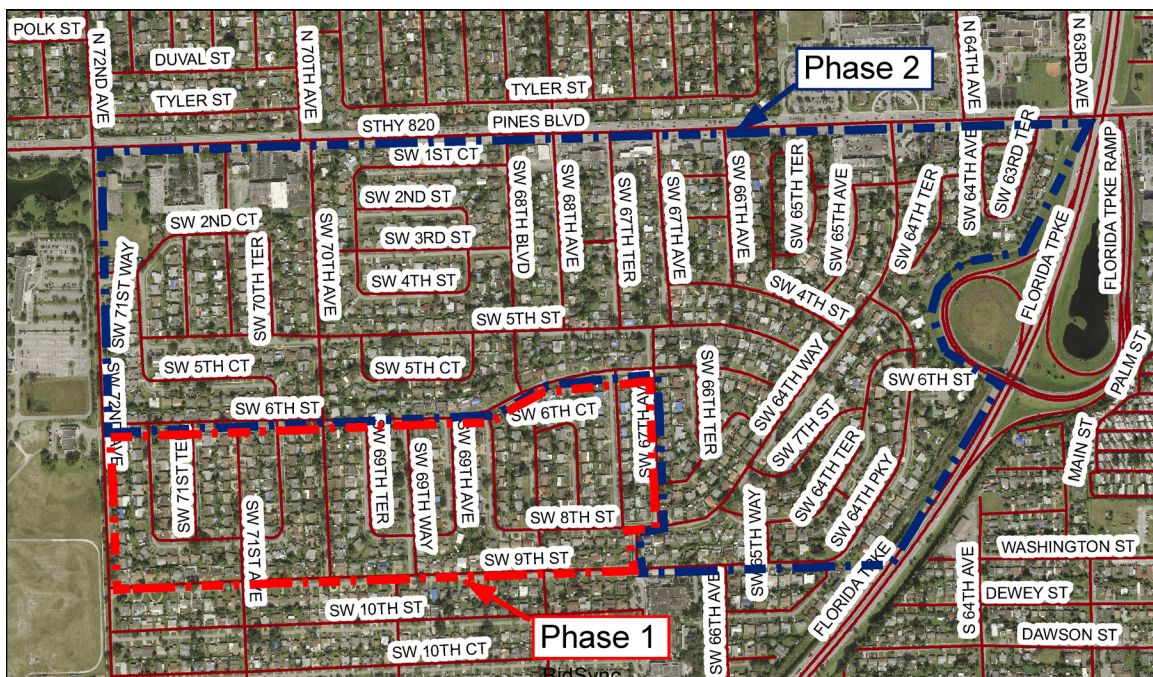 POLK ST
DUVAL ST
TYLER ST
N 72ND AVE
N 70TH AVE
TYLER ST
Phase 2
N 64TH AVE
N 63RD AVE
STHY 820
PINES BLVD
SW 1ST CT
SW 2ND ST
SW 3RD ST
SW 4TH ST
SW 2ND CT
SW 71ST WAY
SW 70TH TER
SW 70TH AVE
SW 68TH BLVD
SW 68TH AVE
SW 67TH TER
SW 67TH AVE
SW 66TH AVE
SW 65TH TER
SW 65TH AVE
SW 64TH TER
SW 64TH AVE
SW 63RD TER
FLORIDA TPKE
FLORIDA TPKE RAMP
SW 4TH ST
SW 5TH ST
SW 5TH CT
SW 5TH CT
SW 6TH ST
SW 6TH ST
PALM ST
SW 72ND AVE
SW 6TH CT
SW 67TH AVE
SW 66TH TER
SW 64TH WAY
SW 7TH ST
SW 64TH TER
SW 64TH PKY
MAIN ST
SW 71ST TER
SW 71ST AVE
SW 69TH TER
SW 69TH WAY
SW 69TH AVE
SW 8TH ST
SW 9TH ST
SW 65TH WAY
SW 66TH AVE
FLORIDA TPKE
S 64TH AVE
WASHINGTON ST
DEWEY ST
DAWSON ST
SW 10TH ST
SW 10TH CT
Phase 1
BidSync